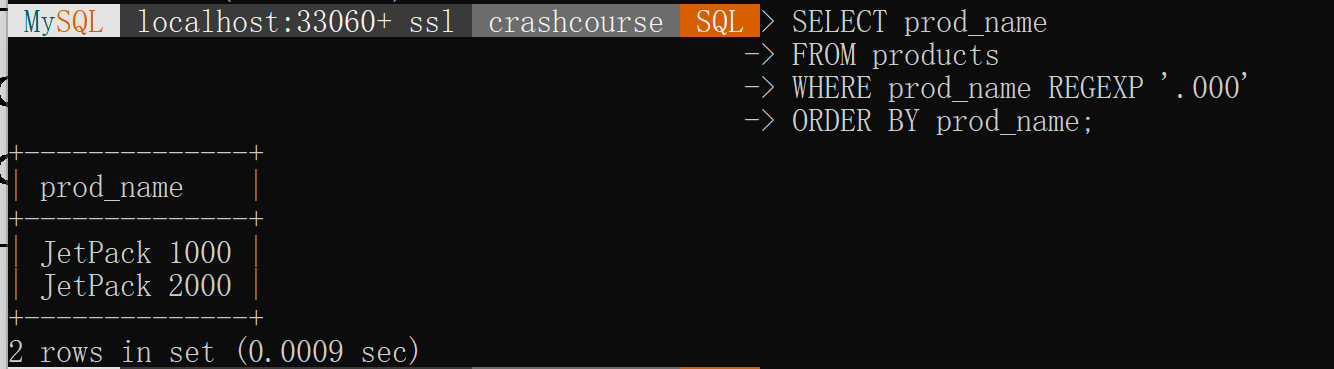 MySQL localhost:33060+ ssl crashcourse SQL > SELECT prod_name
-> FROM products
-> WHERE prod_name REGEXP '.000'
-> ORDER BY prod_name;
+--------------+
| prod_name    |
+--------------+
| JetPack 1000 |
| JetPack 2000 |
+--------------+
2 rows in set (0.0009 sec)